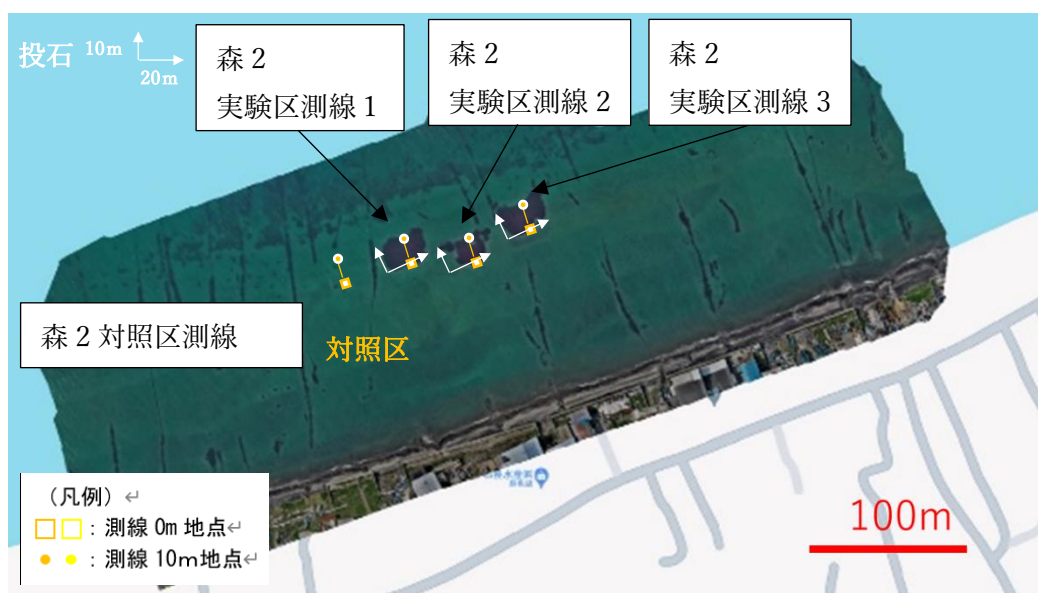 投石
10m
20m
森2
実験区測線1
森2
実験区測線2
森2
実験区測線3
森2対照区測線
対照区
（凡例）↵
：測線 0m 地点↵
：測線 10m地点↵
100m